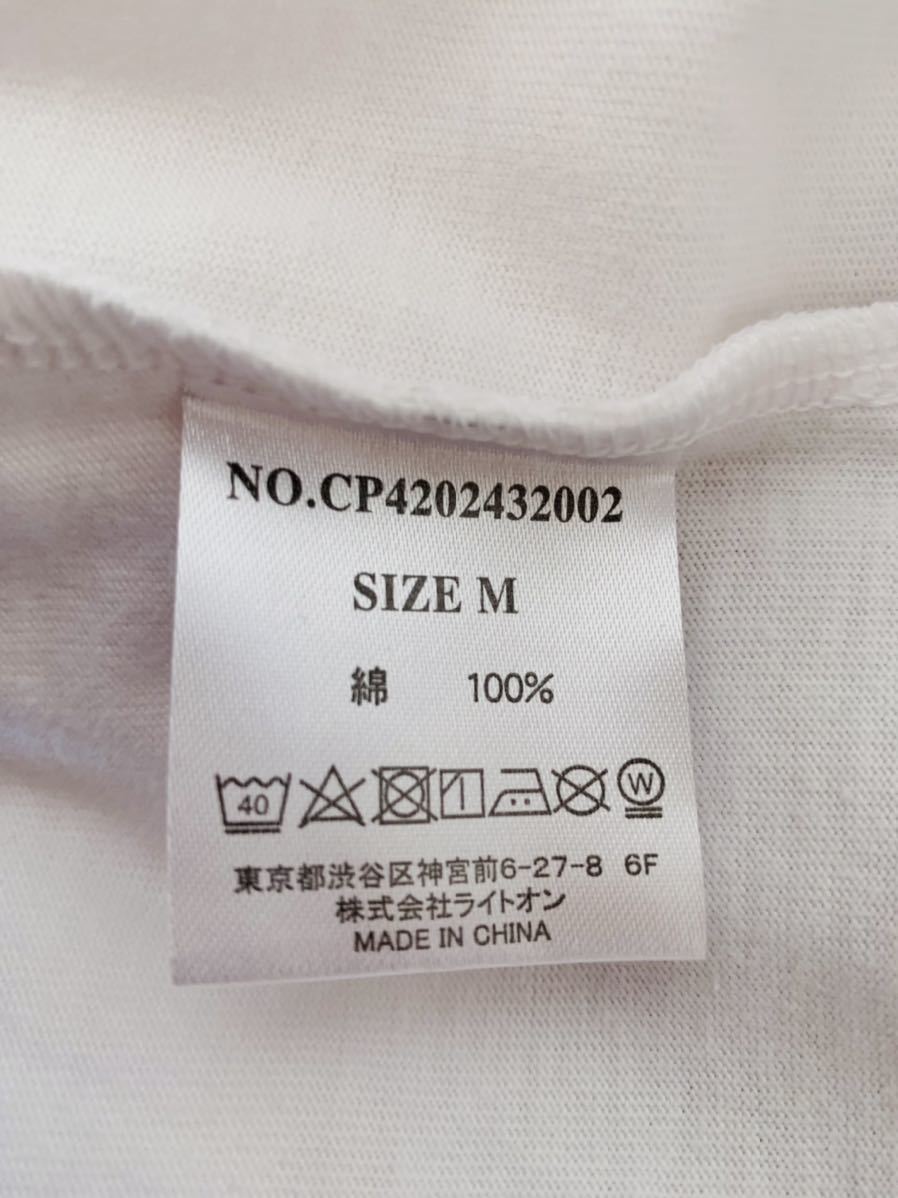 NO.CP4202432002
SIZE M
綿 100%
40 W
東京都渋谷区神宮前6-27-8 6F
株式会社ライトオン
MADE IN CHINA